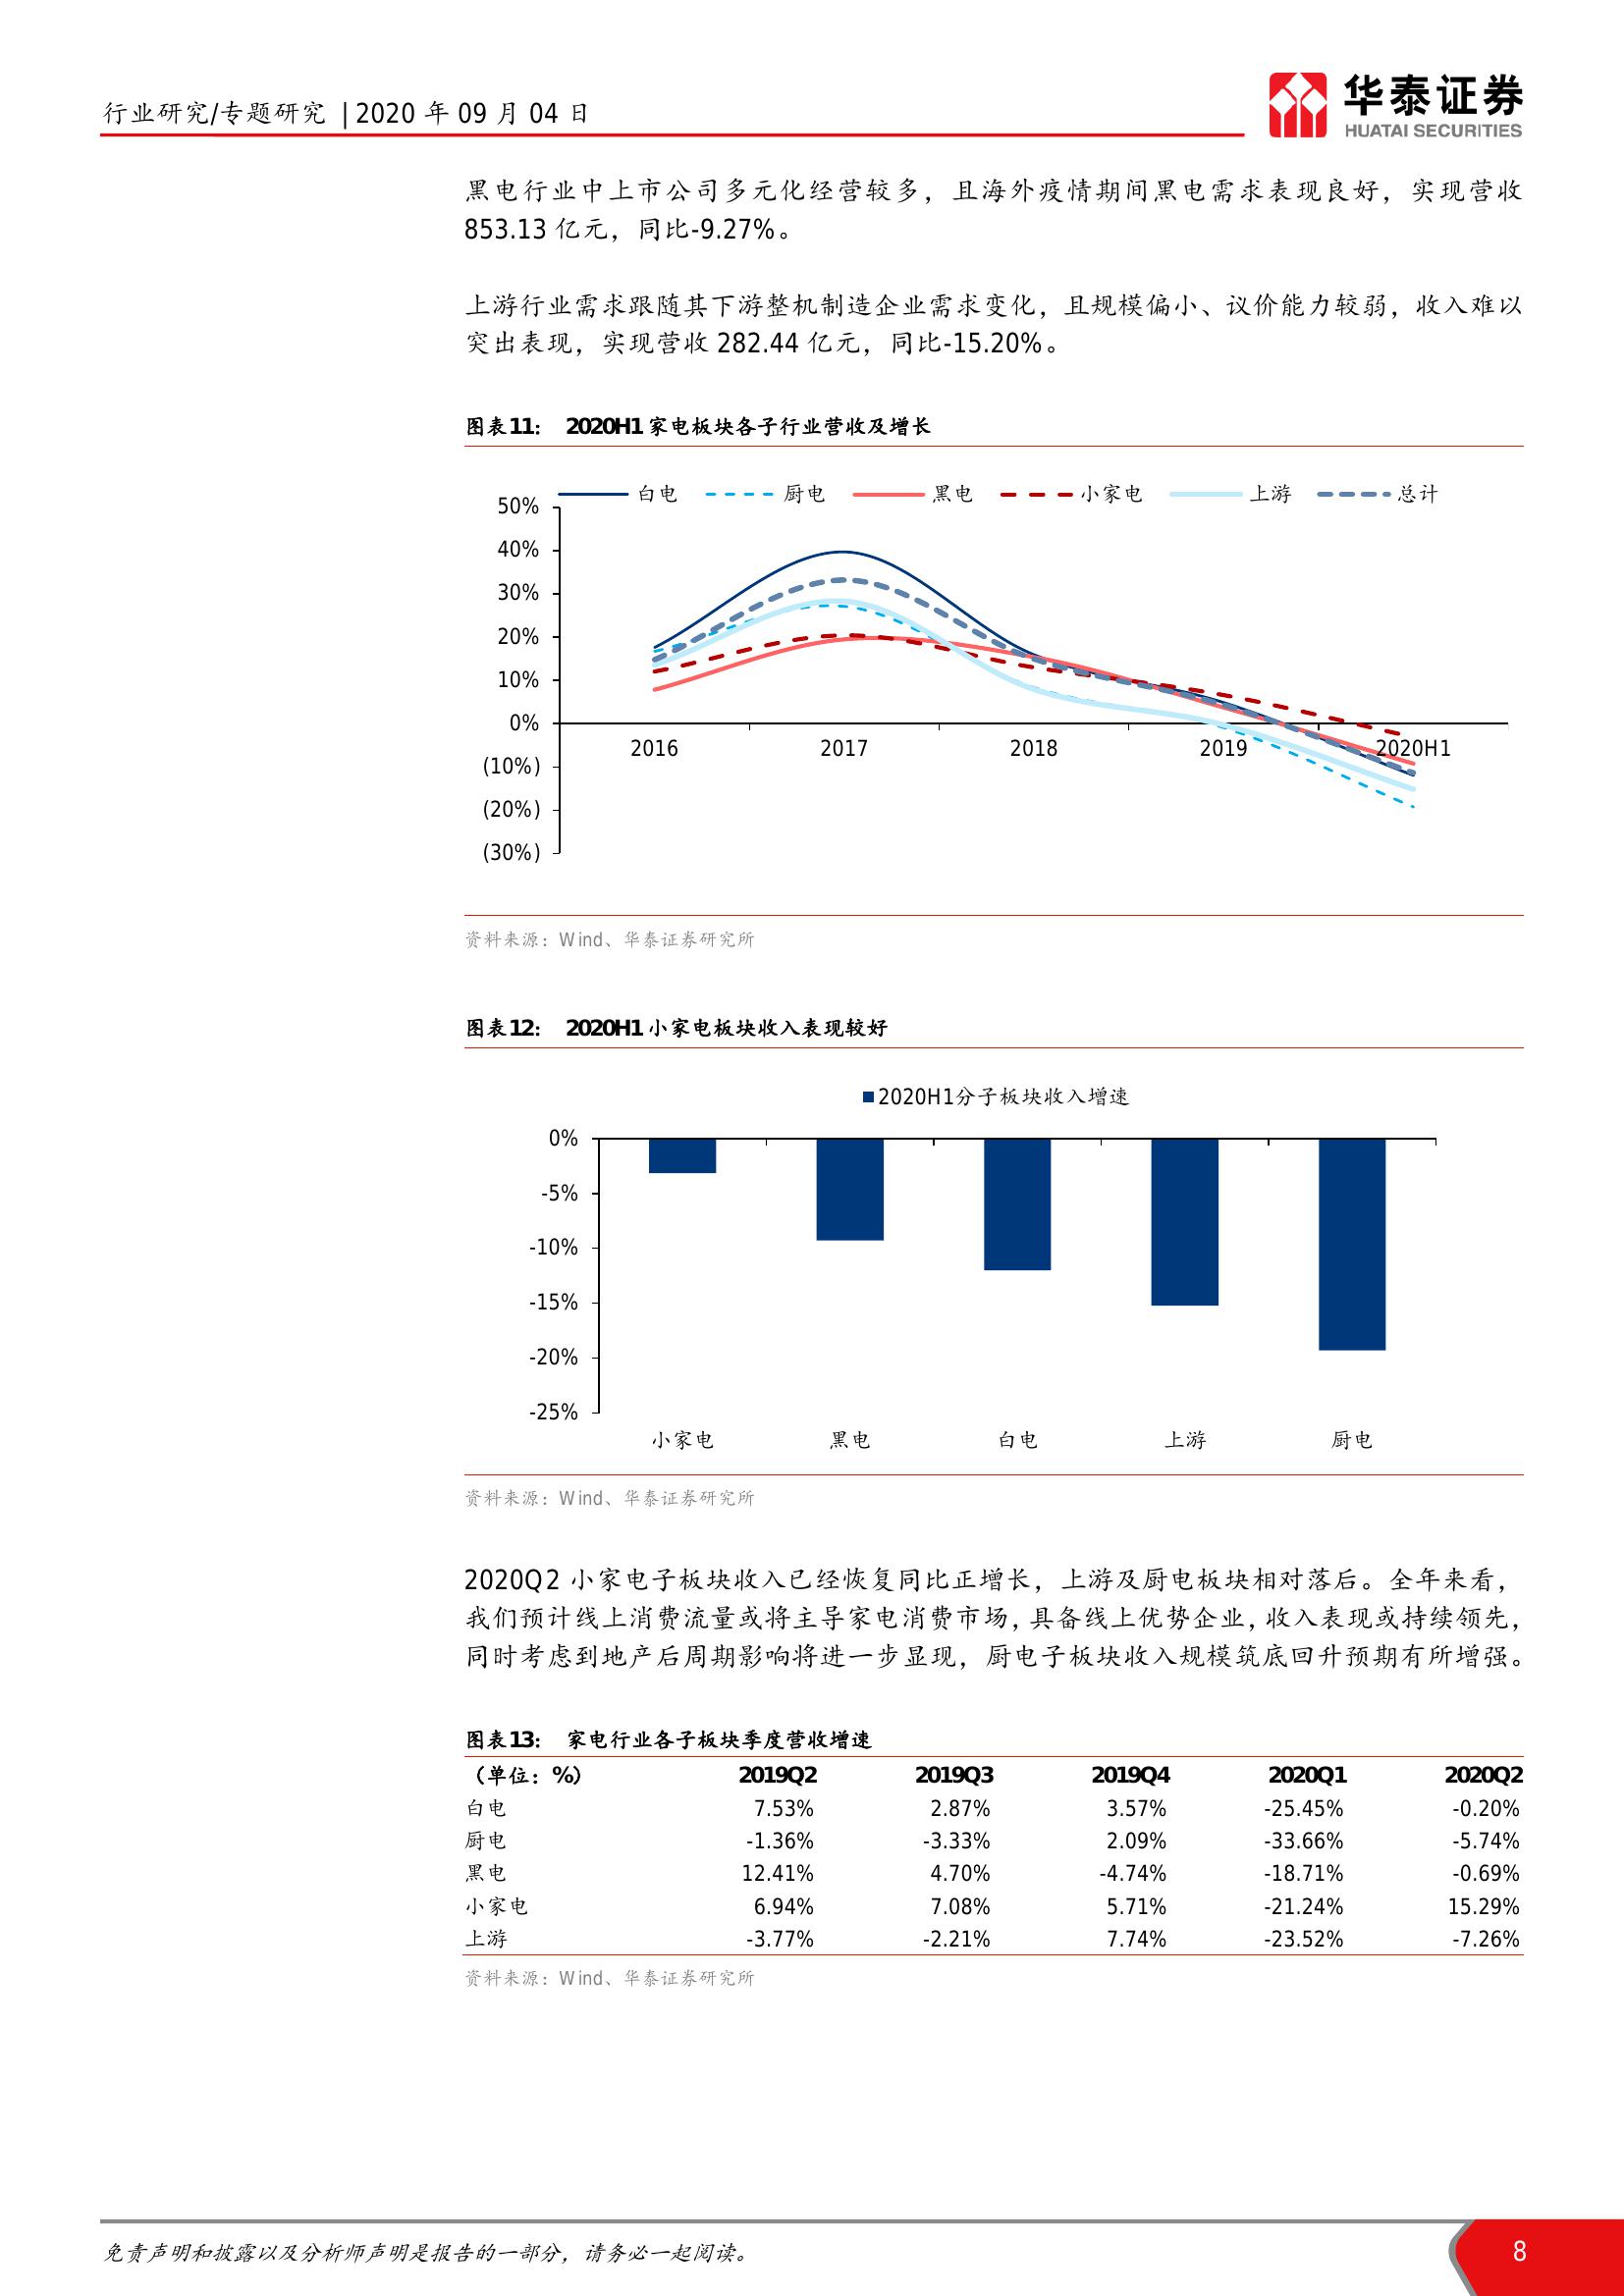 行业研究/专题研究 | 2020 年 09 月 04 日
华泰证券
HUATAI SECURITIES
黑电行业中上市公司多元化经营较多，且海外疫情期间黑电需求表现良好，实现营收
853.13 亿元，同比-9.27%。
上游行业需求跟随其下游整机制造企业需求变化，且规模偏小、议价能力较弱，收入难以
突出表现，实现营收 282.44 亿元，同比-15.20%。
图表11： 2020H1 家电板块各子行业营收及增长
白电 厨电 黑电 小家电 上游 总计
50%
40%
30%
20%
10%
0%
2016 2017 2018 2019 2020H1
(10%)
(20%)
(30%)
资料来源：Wind、华泰证券研究所
图表12： 2020H1 小家电板块收入表现较好
2020H1分子板块收入增速
0%
-5%
-10%
-15%
-20%
-25%
小家电 黑电 白电 上游 厨电
资料来源：Wind、华泰证券研究所
2020Q2 小家电子板块收入已经恢复同比正增长，上游及厨电板块相对落后。全年来看，
我们预计线上消费流量或将主导家电消费市场，具备线上优势企业，收入表现或持续领先，
同时考虑到地产后周期影响将进一步显现，厨电子板块收入规模筑底回升预期有所增强。
图表13： 家电行业各子板块季度营收增速
（单位：%） 2019Q2 2019Q3 2019Q4 2020Q1 2020Q2
白电 7.53% 2.87% 3.57% -25.45% -0.20%
厨电 -1.36% -3.33% 2.09% -33.66% -5.74%
黑电 12.41% 4.70% -4.74% -18.71% -0.69%
小家电 6.94% 7.08% 5.71% -21.24% 15.29%
上游 -3.77% -2.21% 7.74% -23.52% -7.26%
资料来源：Wind、华泰证券研究所
免责声明和披露以及分析师声明是报告的一部分，请务必一起阅读。
8